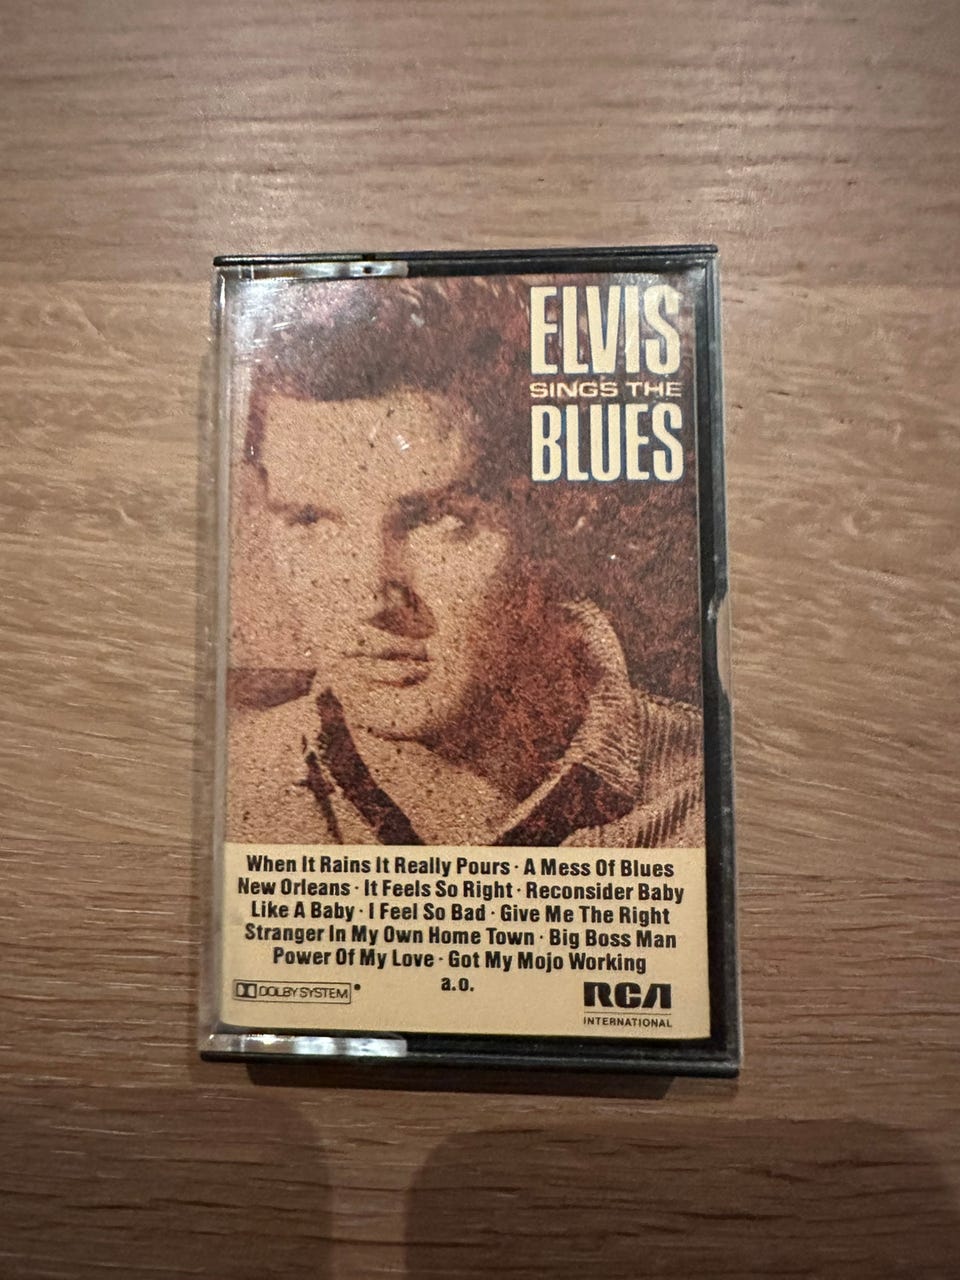 ELVIS
SINGS THE
BLUES
When It Rains It Really Pours · A Mess Of Blues
New Orleans · It Feels So Right · Reconsider Baby
Like A Baby · I Feel So Bad · Give Me The Right
Stranger In My Own Home Town · Big Boss Man
Power Of My Love · Got My Mojo Working
a.o.
DOLBY SYSTEM
RCA
INTERNATIONAL